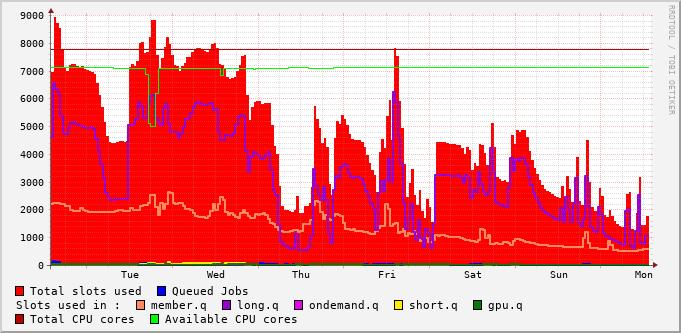 RRDTOOL / TOBI OETIKER
9000
8000
7000
6000
5000
4000
3000
2000
1000
0
Tue Wed Thu Fri Sat Sun Mon
Total slots used Queued Jobs
Slots used in : member.q long.q ondemand.q short.q gpu.q
Total CPU cores Available CPU cores